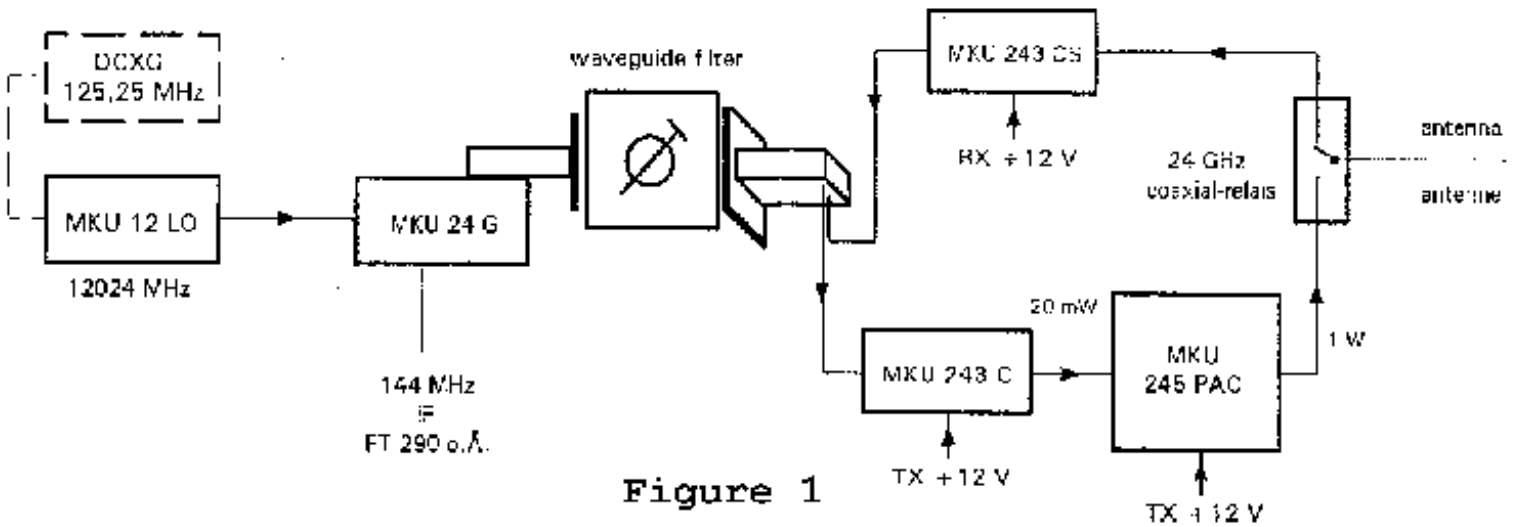 DCXO
125,25 MHz
MKU 12 LO
12024 MHz
MKU 24 G
144 MHz
IF
FT 290 o.Ä.
waveguide filter
MKU 243 CS
RX + 12 V
24 GHz
coaxial-relais
antenna
antenne
MKU 243 C
TX + 12 V
20 mW
MKU
245 PAC
TX + 12 V
1 W
Figure 1